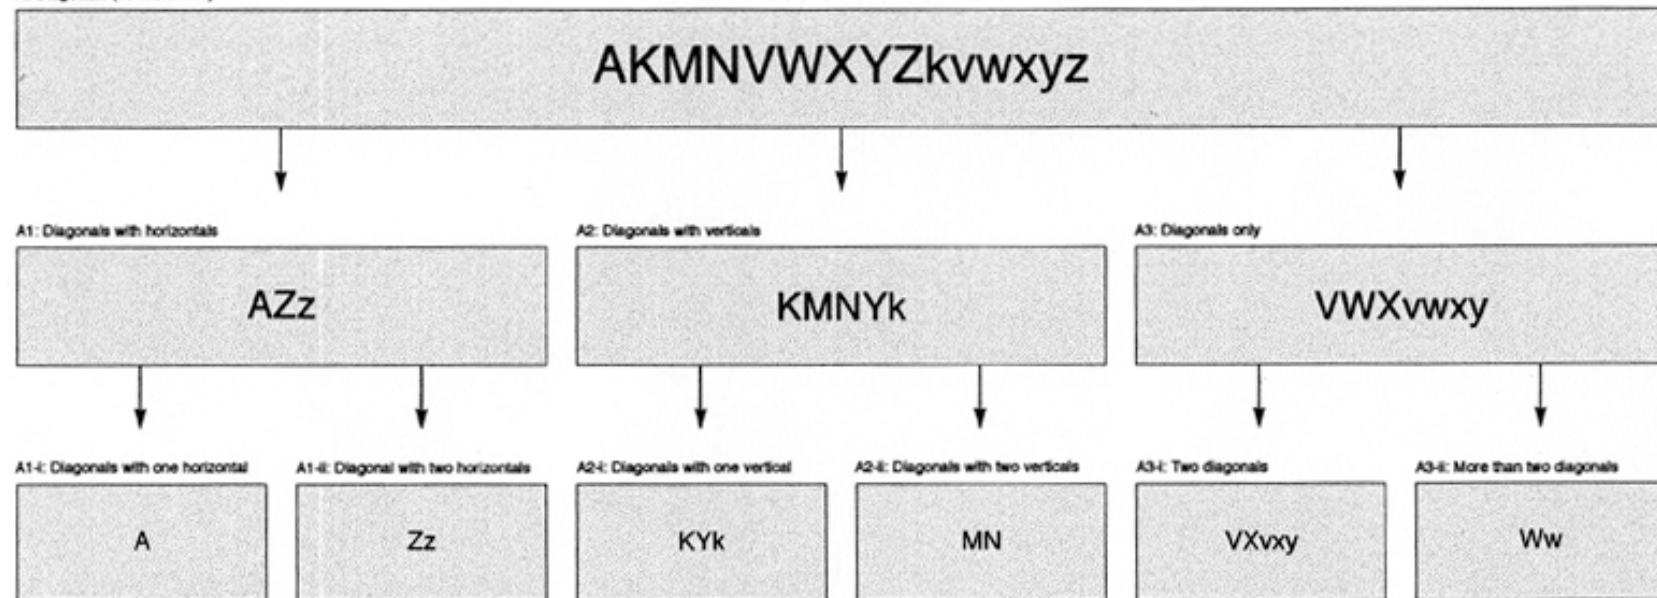 AKMNVWXYZkvwxyz
A1: Diagonals with horizontals
A2: Diagonals with verticals
A3: Diagonals only
AZz
KMNYk
VWXvwxy
A1-i: Diagonals with one horizontal
A1-ii: Diagonal with two horizontals
A2-i: Diagonals with one vertical
A2-ii: Diagonals with two verticals
A3-i: Two diagonals
A3-ii: More than two diagonals
A
Zz
KYk
MN
VXvxy
Ww